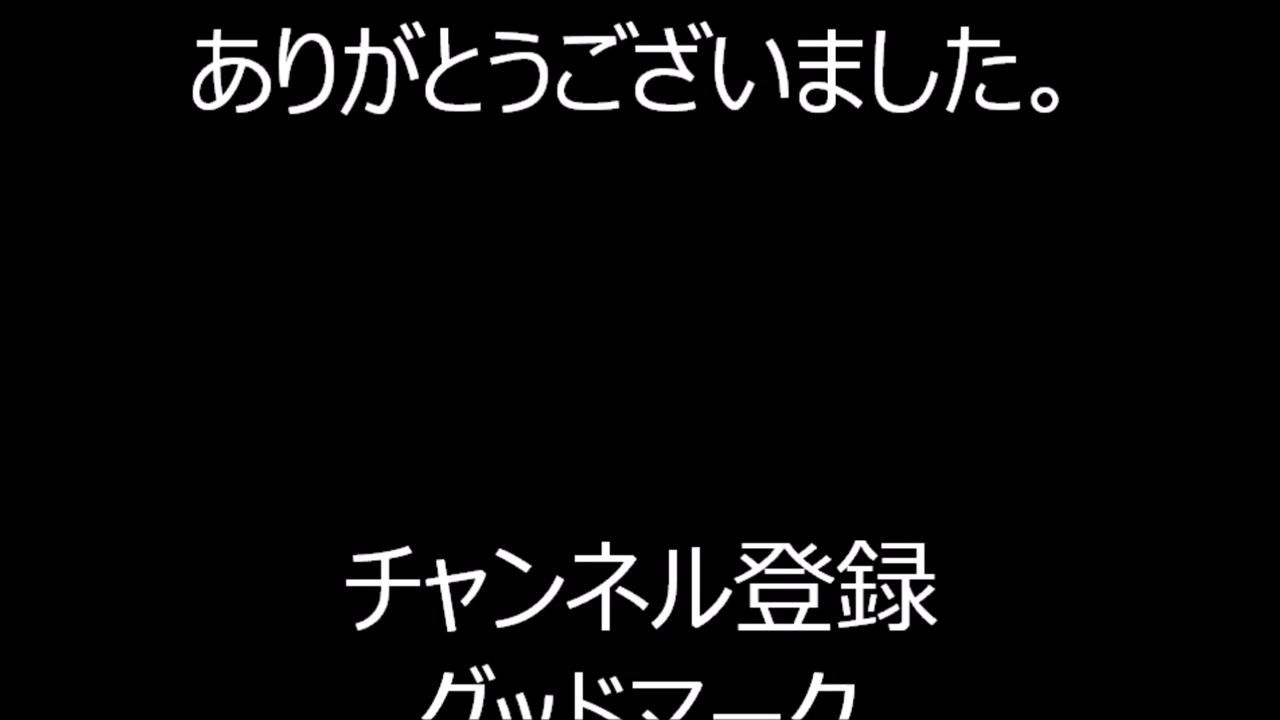 ありがとうございました。
チャンネル登録
グッドマーク